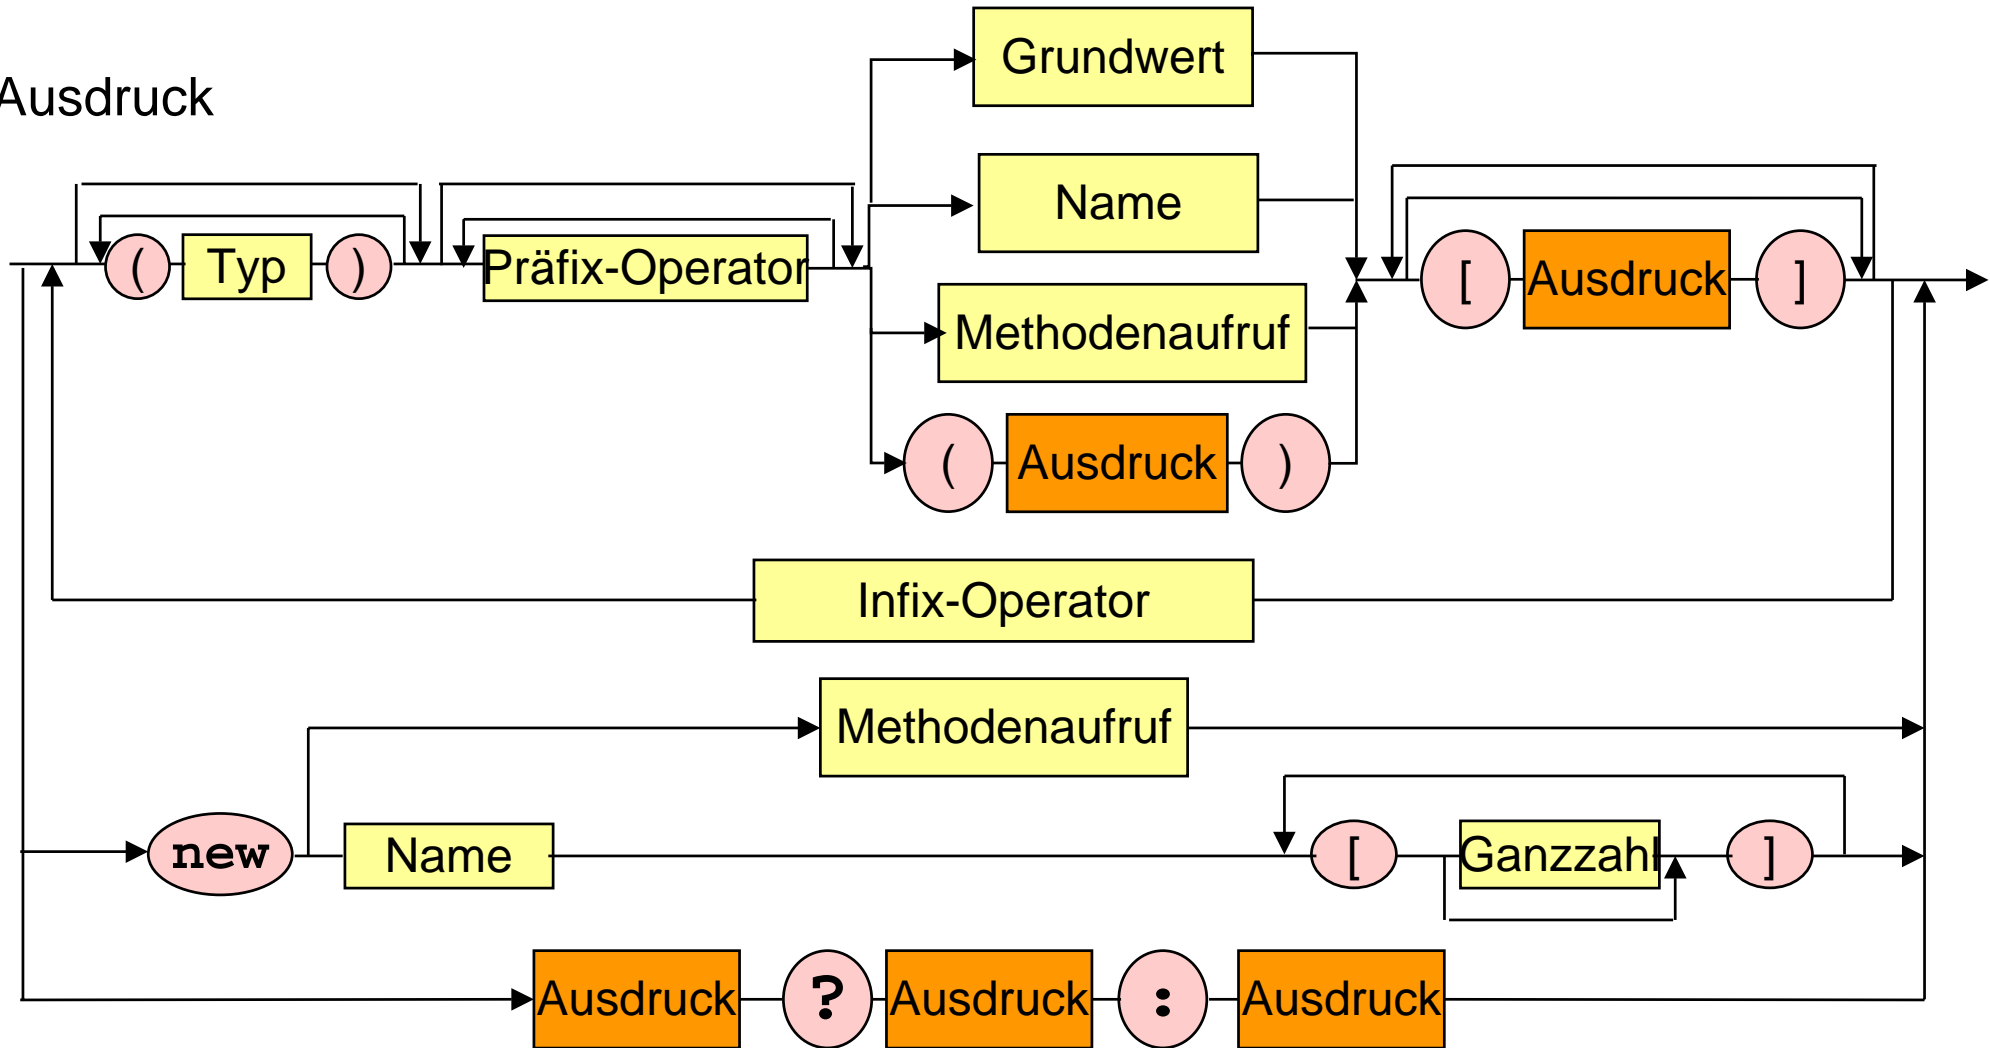 Grundwert
Ausdruck
Name
( Typ ) Präfix-Operator [ Ausdruck ]
Methodenaufruf
( Ausdruck )
Infix-Operator
Methodenaufruf
new Name [ Ganzzahl ]
Ausdruck ? Ausdruck : Ausdruck